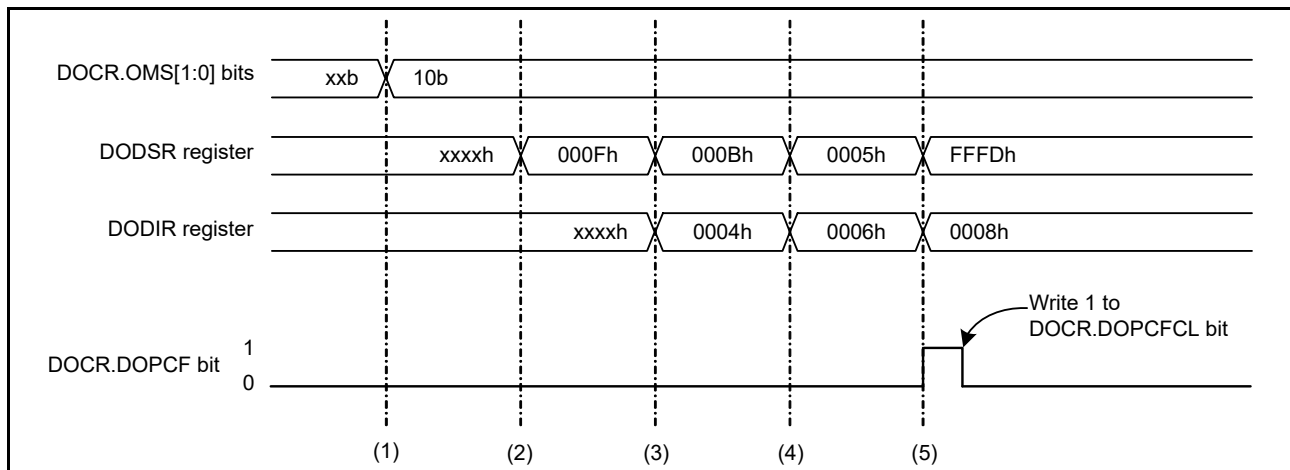 DOCR.OMS[1:0] bits xxb 10b
DODSR register xxxxh 000Fh 000Bh 0005h FFFDh
DODIR register xxxxh 0004h 0006h 0008h
Write 1 to
DOCR.DOPCFCL bit
DOCR.DOPCF bit 1
0
(1) (2) (3) (4) (5)